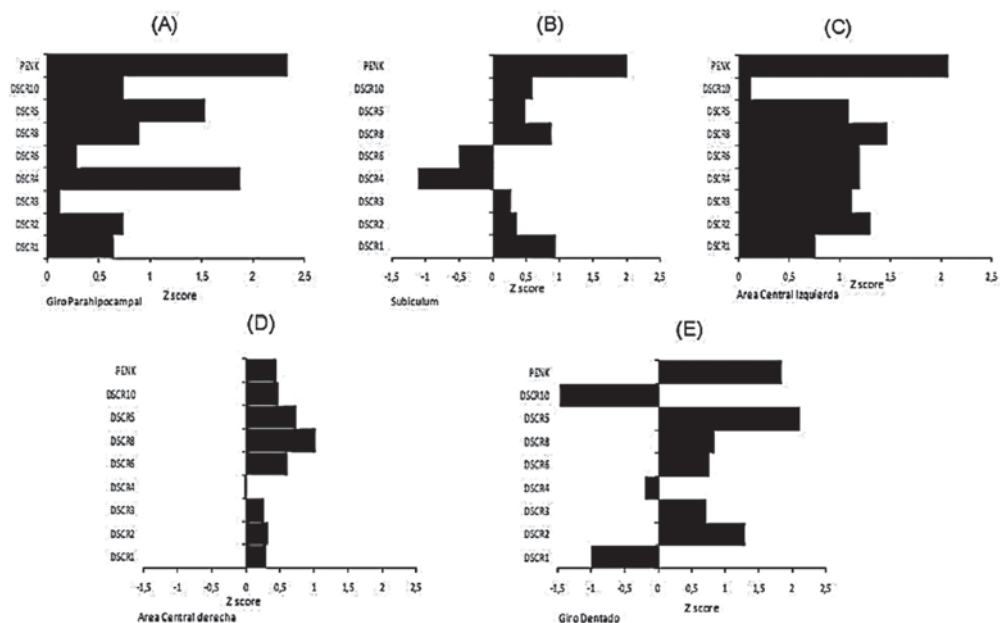 (A)
PENK
DSCR10
DSCR5
DSCR8
DSCR6
DSCR4
DSCR3
DSCR2
DSCR1
0 0,5 1 1,5 2 2,5
Z score
Giro Parahipocampal
(B)
PENK
DSCR10
DSCR5
DSCR8
DSCR6
DSCR4
DSCR3
DSCR2
DSCR1
-1,5 -1 -0,5 0 0,5 1 1,5 2 2,5
Z score
Subiculum
(C)
PENK
DSCR10
DSCR5
DSCR8
DSCR6
DSCR4
DSCR3
DSCR2
DSCR1
0 0,5 1 1,5 2 2,5
Z score
Area Central Izquierda
(D)
PENK
DSCR10
DSCR5
DSCR8
DSCR6
DSCR4
DSCR3
DSCR2
DSCR1
-1,5 -1 -0,5 0 0,5 1 1,5 2 2,5
Z score
Area Central derecha
(E)
PENK
DSCR10
DSCR5
DSCR8
DSCR6
DSCR4
DSCR3
DSCR2
DSCR1
-1,5 -1 -0,5 0 0,5 1 1,5 2 2,5
Z score
Giro Dentado